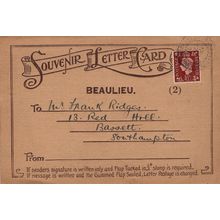 SOUVENIR LETTER CARD
BEAULIEU. (2)
To Mr. Frank Ridges.
13. Red Hill
Bassett.
Southampton
From
If senders signature is written only and Flap Tucked in, 1d stamp is required.
If message is written and the Gummed Flap Sealed, Letter Postage is charged.